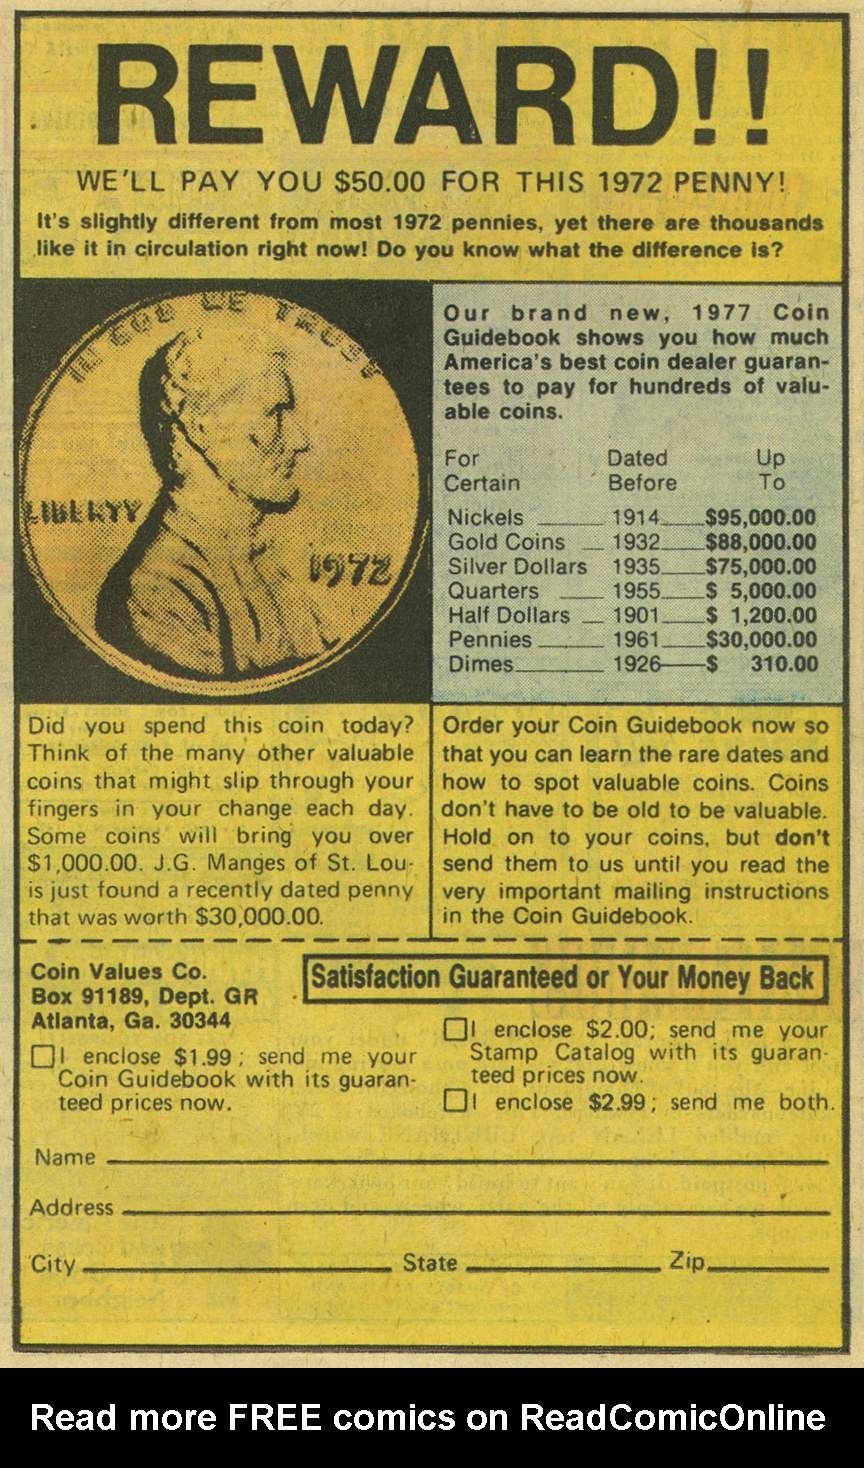 REWARD!!
WE'LL PAY YOU $50.00 FOR THIS 1972 PENNY!
It's slightly different from most 1972 pennies, yet there are thousands
like it in circulation right now! Do you know what the difference is?
IN GOD WE TRUST
LIBERTY
1972
Our brand new, 1977 Coin
Guidebook shows you how much
America's best coin dealer guaran-
tees to pay for hundreds of valu-
able coins.
For Dated Up
Certain Before To
Nickels 1914 $95,000.00
Gold Coins 1932 $88,000.00
Silver Dollars 1935 $75,000.00
Quarters 1955 $ 5,000.00
Half Dollars 1901 $ 1,200.00
Pennies 1961 $30,000.00
Dimes 1926 $ 310.00
Did you spend this coin today?
Think of the many other valuable
coins that might slip through your
fingers in your change each day.
Some coins will bring you over
$1,000.00. J.G. Manges of St. Lou-
is just found a recently dated penny
that was worth $30,000.00.
Order your Coin Guidebook now so
that you can learn the rare dates and
how to spot valuable coins. Coins
don't have to be old to be valuable.
Hold on to your coins, but don't
send them to us until you read the
very important mailing instructions
in the Coin Guidebook.
Coin Values Co.
Box 91189, Dept. GR
Atlanta, Ga. 30344
Satisfaction Guaranteed or Your Money Back
I enclose $1.99; send me your
Coin Guidebook with its guaran-
teed prices now.
I enclose $2.00; send me your
Stamp Catalog with its guaran-
teed prices now.
I enclose $2.99; send me both.
Name
Address
City State Zip
Read more FREE comics on ReadComicOnline